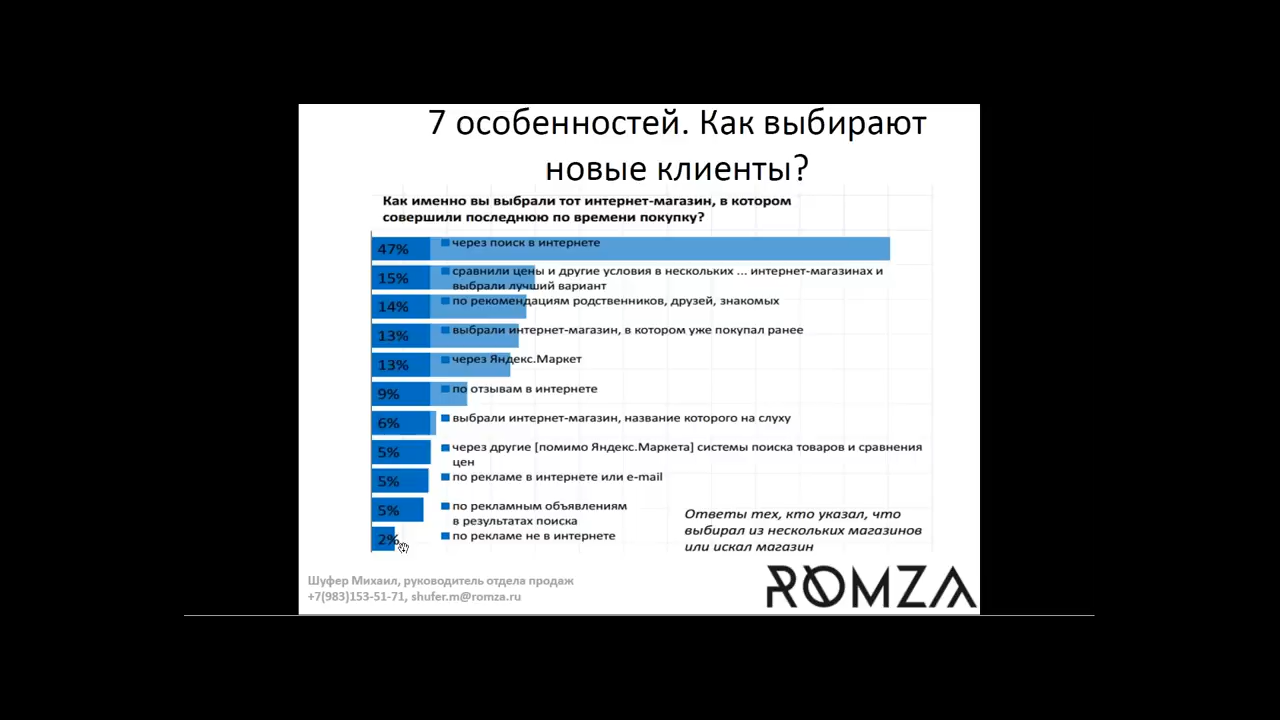 7 особенностей. Как выбирают
новые клиенты?
Как именно вы выбрали тот интернет-магазин, в котором
совершили последнюю по времени покупку?
47% через поиск в интернете
15% сравнили цены и другие условия в нескольких ... интернет-магазинах и
выбрали лучший вариант
14% по рекомендациям родственников, друзей, знакомых
13% выбрали интернет-магазин, в котором уже покупал ранее
13% через Яндекс.Маркет
9% по отзывам в интернете
6% выбрали интернет-магазин, название которого на слуху
5% через другие [помимо Яндекс.Маркета] системы поиска товаров и сравнения
цен
5% по рекламе в интернете или e-mail
5% по рекламным объявлениям
в результатах поиска
2% по рекламе не в интернете
Ответы тех, кто указал, что
выбирал из нескольких магазинов
или искал магазин
Шуфер Михаил, руководитель отдела продаж
+7(983)153-51-71, shufer.m@romza.ru
ROMZA